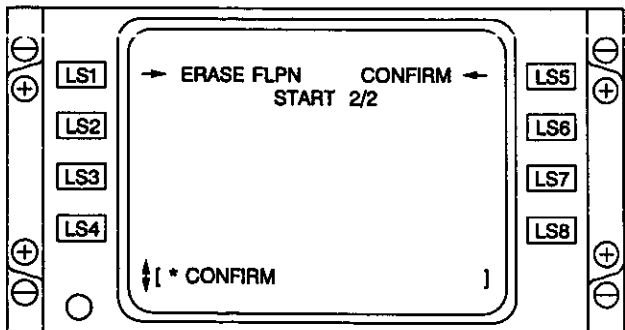 LS1 → ERASE FLPN CONFIRM ← LS5
START 2/2
LS2 LS6
LS3 LS7
LS4 LS8
[ * CONFIRM ]